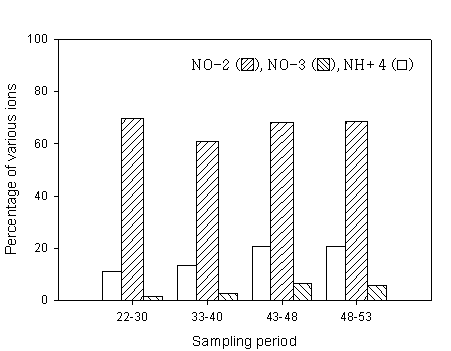 100
80
60
40
20
0
Percentage of various ions
NO-2 (), NO-3 (), NH+4 ()
22-30 33-40 43-48 48-53
Sampling period